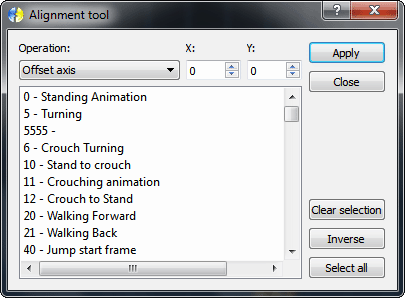 Alignment tool
Operation: X: Y:
Offset axis 0 0
Apply
Close
0 - Standing Animation
5 - Turning
5555 -
6 - Crouch Turning
10 - Stand to crouch
11 - Crouching animation
12 - Crouch to Stand
20 - Walking Forward
21 - Walking Back
40 - Jump start frame
Clear selection
Inverse
Select all